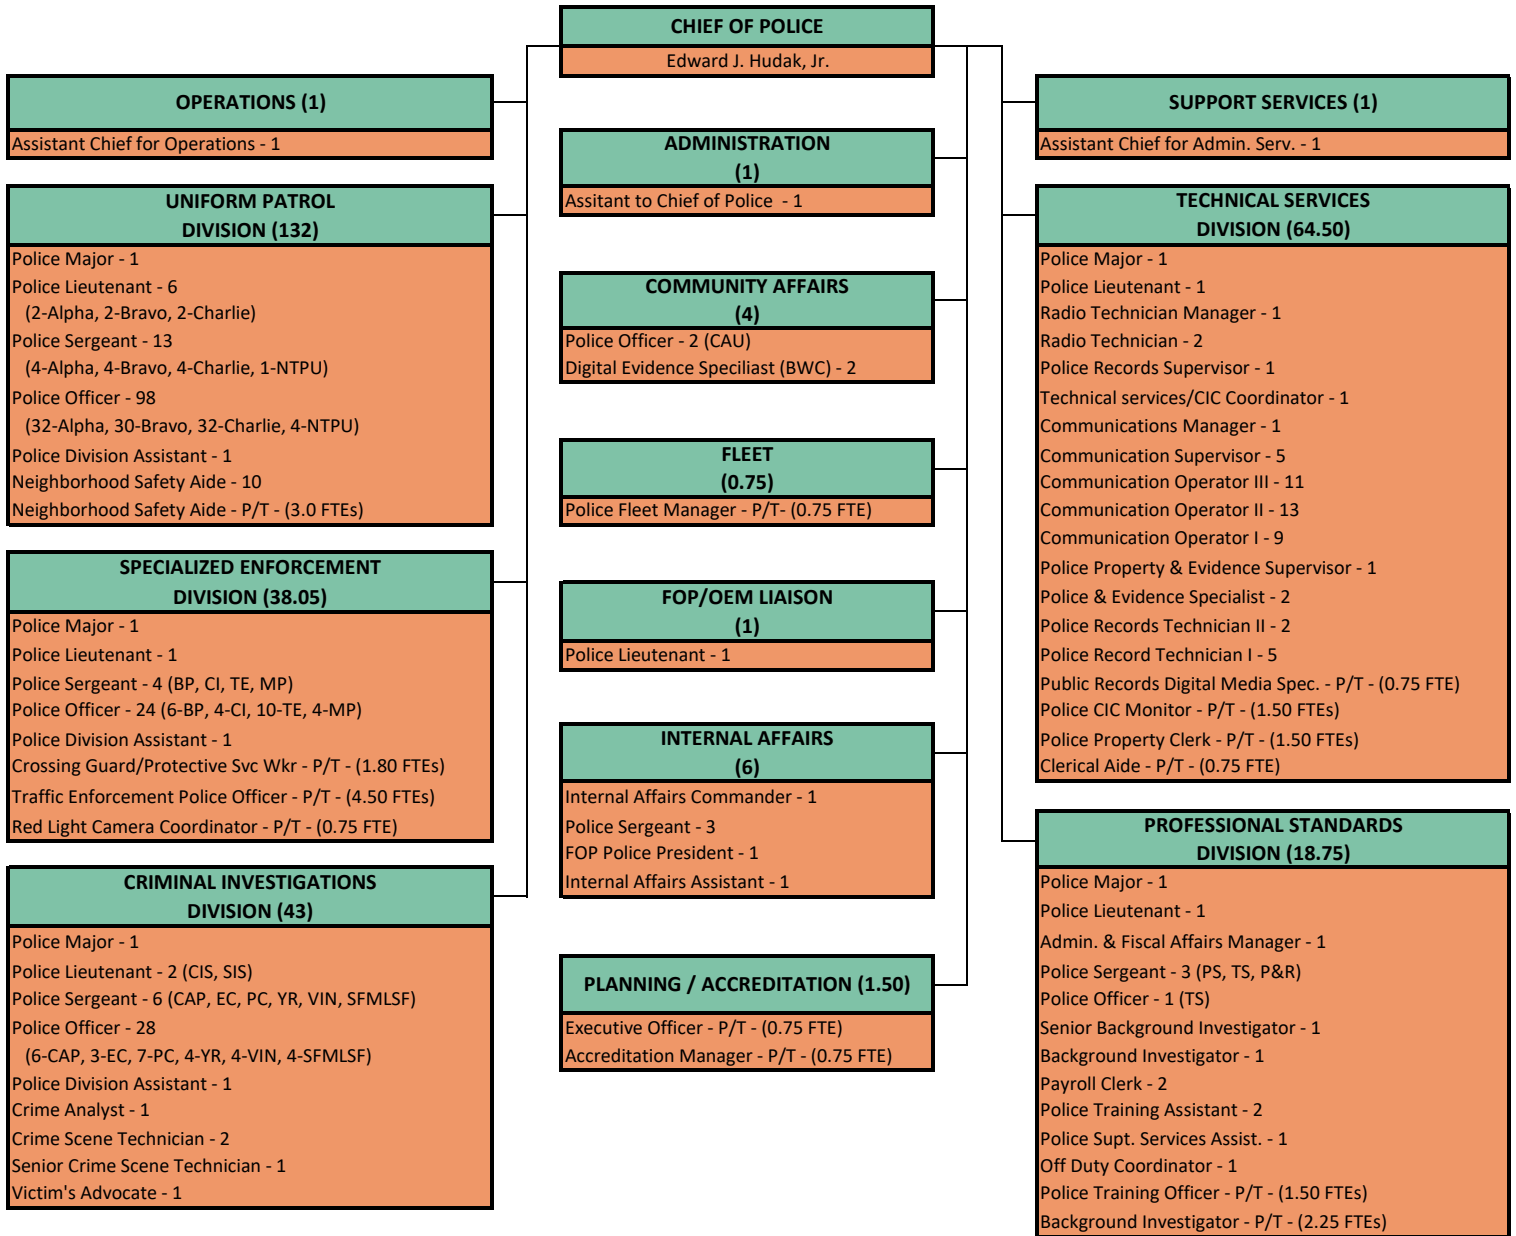 CHIEF OF POLICE
Edward J. Hudak, Jr.
OPERATIONS (1)
Assistant Chief for Operations - 1
UNIFORM PATROL
DIVISION (132)
Police Major - 1
Police Lieutenant - 6
(2-Alpha, 2-Bravo, 2-Charlie)
Police Sergeant - 13
(4-Alpha, 4-Bravo, 4-Charlie, 1-NTPU)
Police Officer - 98
(32-Alpha, 30-Bravo, 32-Charlie, 4-NTPU)
Police Division Assistant - 1
Neighborhood Safety Aide - 10
Neighborhood Safety Aide - P/T - (3.0 FTEs)
SPECIALIZED ENFORCEMENT
DIVISION (38.05)
Police Major - 1
Police Lieutenant - 1
Police Sergeant - 4 (BP, CI, TE, MP)
Police Officer - 24 (6-BP, 4-CI, 10-TE, 4-MP)
Police Division Assistant - 1
Crossing Guard/Protective Svc Wkr - P/T - (1.80 FTEs)
Traffic Enforcement Police Officer - P/T - (4.50 FTEs)
Red Light Camera Coordinator - P/T - (0.75 FTE)
CRIMINAL INVESTIGATIONS
DIVISION (43)
Police Major - 1
Police Lieutenant - 2 (CIS, SIS)
Police Sergeant - 6 (CAP, EC, PC, YR, VIN, SFMLSF)
Police Officer - 28
(6-CAP, 3-EC, 7-PC, 4-YR, 4-VIN, 4-SFMLSF)
Police Division Assistant - 1
Crime Analyst - 1
Crime Scene Technician - 2
Senior Crime Scene Technician - 1
Victim's Advocate - 1
ADMINISTRATION
(1)
Assitant to Chief of Police - 1
COMMUNITY AFFAIRS
(4)
Police Officer - 2 (CAU)
Digital Evidence Speciliast (BWC) - 2
FLEET
(0.75)
Police Fleet Manager - P/T- (0.75 FTE)
FOP/OEM LIAISON
(1)
Police Lieutenant - 1
INTERNAL AFFAIRS
(6)
Internal Affairs Commander - 1
Police Sergeant - 3
FOP Police President - 1
Internal Affairs Assistant - 1
PLANNING / ACCREDITATION (1.50)
Executive Officer - P/T - (0.75 FTE)
Accreditation Manager - P/T - (0.75 FTE)
SUPPORT SERVICES (1)
Assistant Chief for Admin. Serv. - 1
TECHNICAL SERVICES
DIVISION (64.50)
Police Major - 1
Police Lieutenant - 1
Radio Technician Manager - 1
Radio Technician - 2
Police Records Supervisor - 1
Technical services/CIC Coordinator - 1
Communications Manager - 1
Communication Supervisor - 5
Communication Operator III - 11
Communication Operator II - 13
Communication Operator I - 9
Police Property & Evidence Supervisor - 1
Police & Evidence Specialist - 2
Police Records Technician II - 2
Police Record Technician I - 5
Public Records Digital Media Spec. - P/T - (0.75 FTE)
Police CIC Monitor - P/T - (1.50 FTEs)
Police Property Clerk - P/T - (1.50 FTEs)
Clerical Aide - P/T - (0.75 FTE)
PROFESSIONAL STANDARDS
DIVISION (18.75)
Police Major - 1
Police Lieutenant - 1
Admin. & Fiscal Affairs Manager - 1
Police Sergeant - 3 (PS, TS, P&R)
Police Officer - 1 (TS)
Senior Background Investigator - 1
Background Investigator - 1
Payroll Clerk - 2
Police Training Assistant - 2
Police Supt. Services Assist. - 1
Off Duty Coordinator - 1
Police Training Officer - P/T - (1.50 FTEs)
Background Investigator - P/T - (2.25 FTEs)